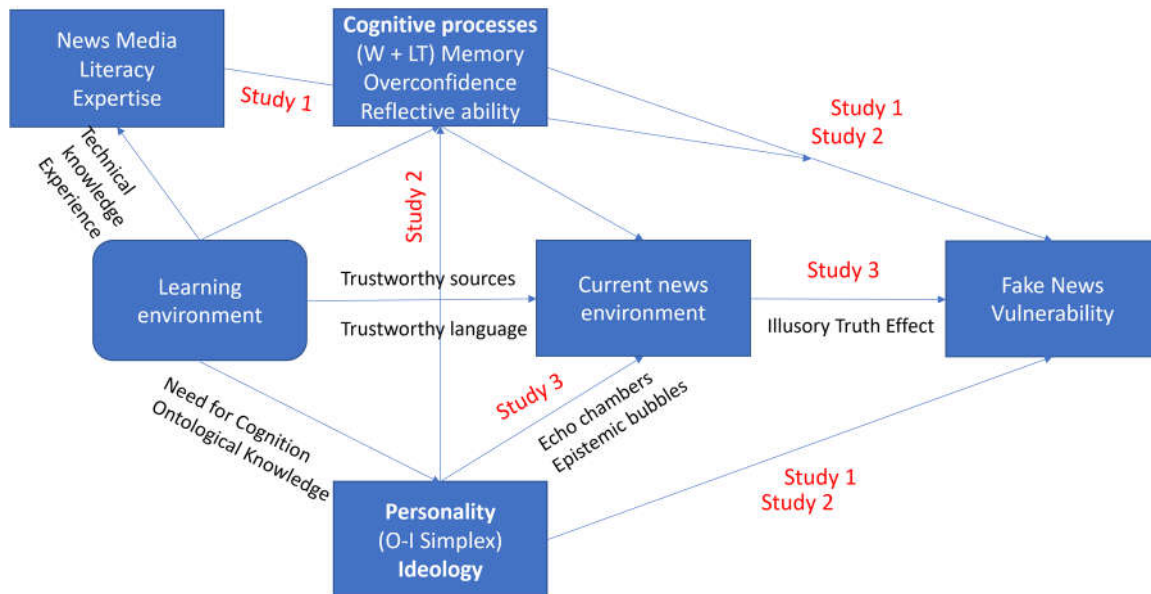 News Media
Literacy
Expertise
Cognitive processes
(W + LT) Memory
Overconfidence
Reflective ability
Study 1
Study 1
Study 2
Technical
knowledge
Experience
Study 2
Learning
environment
Trustworthy sources
Trustworthy language
Current news
environment
Study 3
Illusory Truth Effect
Fake News
Vulnerability
Need for Cognition
Ontological Knowledge
Study 3
Echo chambers
Epistemic bubbles
Personality
(O-I Simplex)
Ideology
Study 1
Study 2